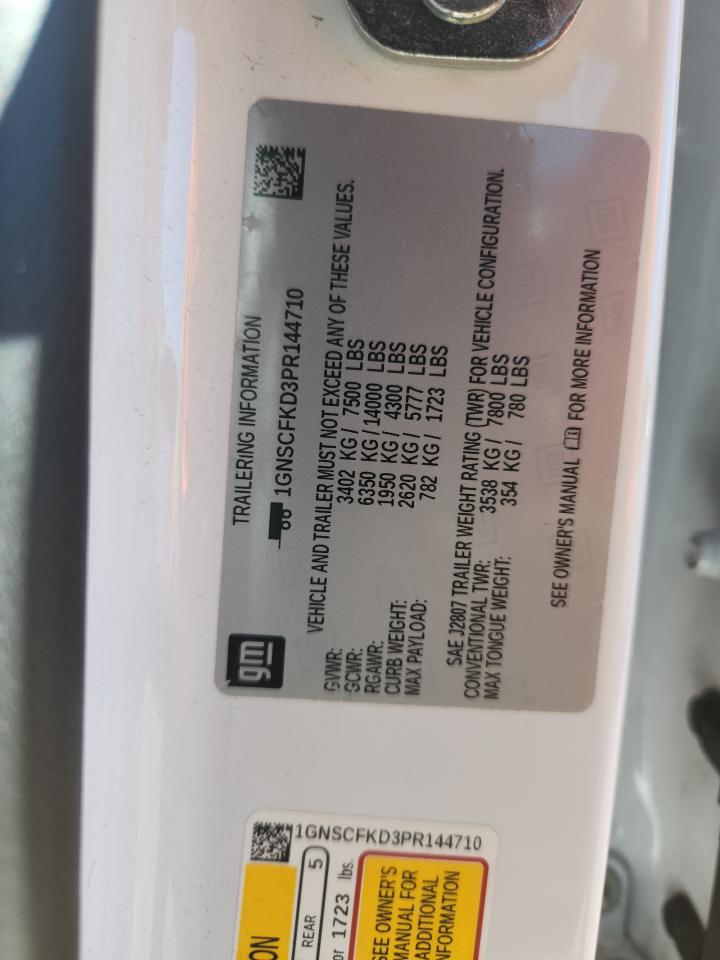 gm
TRAILERING INFORMATION
1GNSCFKD3PR144710
VEHICLE AND TRAILER MUST NOT EXCEED ANY OF THESE VALUES.
GVWR: 3402 KG / 7500 LBS
GCWR: 6350 KG / 14000 LBS
RGAWR: 1950 KG / 4300 LBS
CURB WEIGHT: 2620 KG / 5777 LBS
MAX PAYLOAD: 782 KG / 1723 LBS
SAE J2807 TRAILER WEIGHT RATING (TWR) FOR VEHICLE CONFIGURATION.
CONVENTIONAL TWR: 3538 KG / 7800 LBS
MAX TONGUE WEIGHT: 354 KG / 780 LBS
SEE OWNER'S MANUAL FOR MORE INFORMATION
1GNSCFKD3PR144710
ON
REAR 5
or 1723 lbs.
SEE OWNER'S
MANUAL FOR
ADDITIONAL
INFORMATION